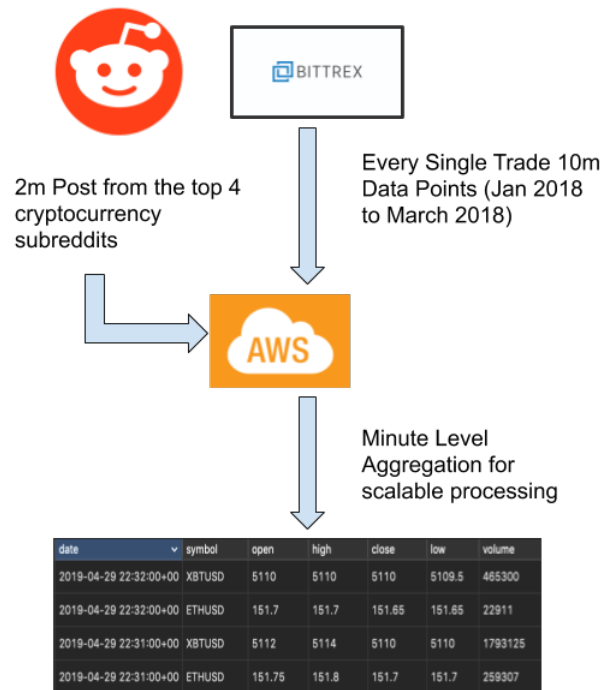 BITTREX
2m Post from the top 4
cryptocurrency
subreddits
Every Single Trade 10m
Data Points (Jan 2018
to March 2018)
AWS
Minute Level
Aggregation for
scalable processing
date symbol open high close low volume
2019-04-29 22:32:00+00 XBTUSD 5110 5110 5110 5109.5 465300
2019-04-29 22:32:00+00 ETHUSD 151.7 151.7 151.65 151.65 22911
2019-04-29 22:31:00+00 XBTUSD 5112 5114 5110 5110 1793125
2019-04-29 22:31:00+00 ETHUSD 151.75 151.8 151.7 151.7 259307